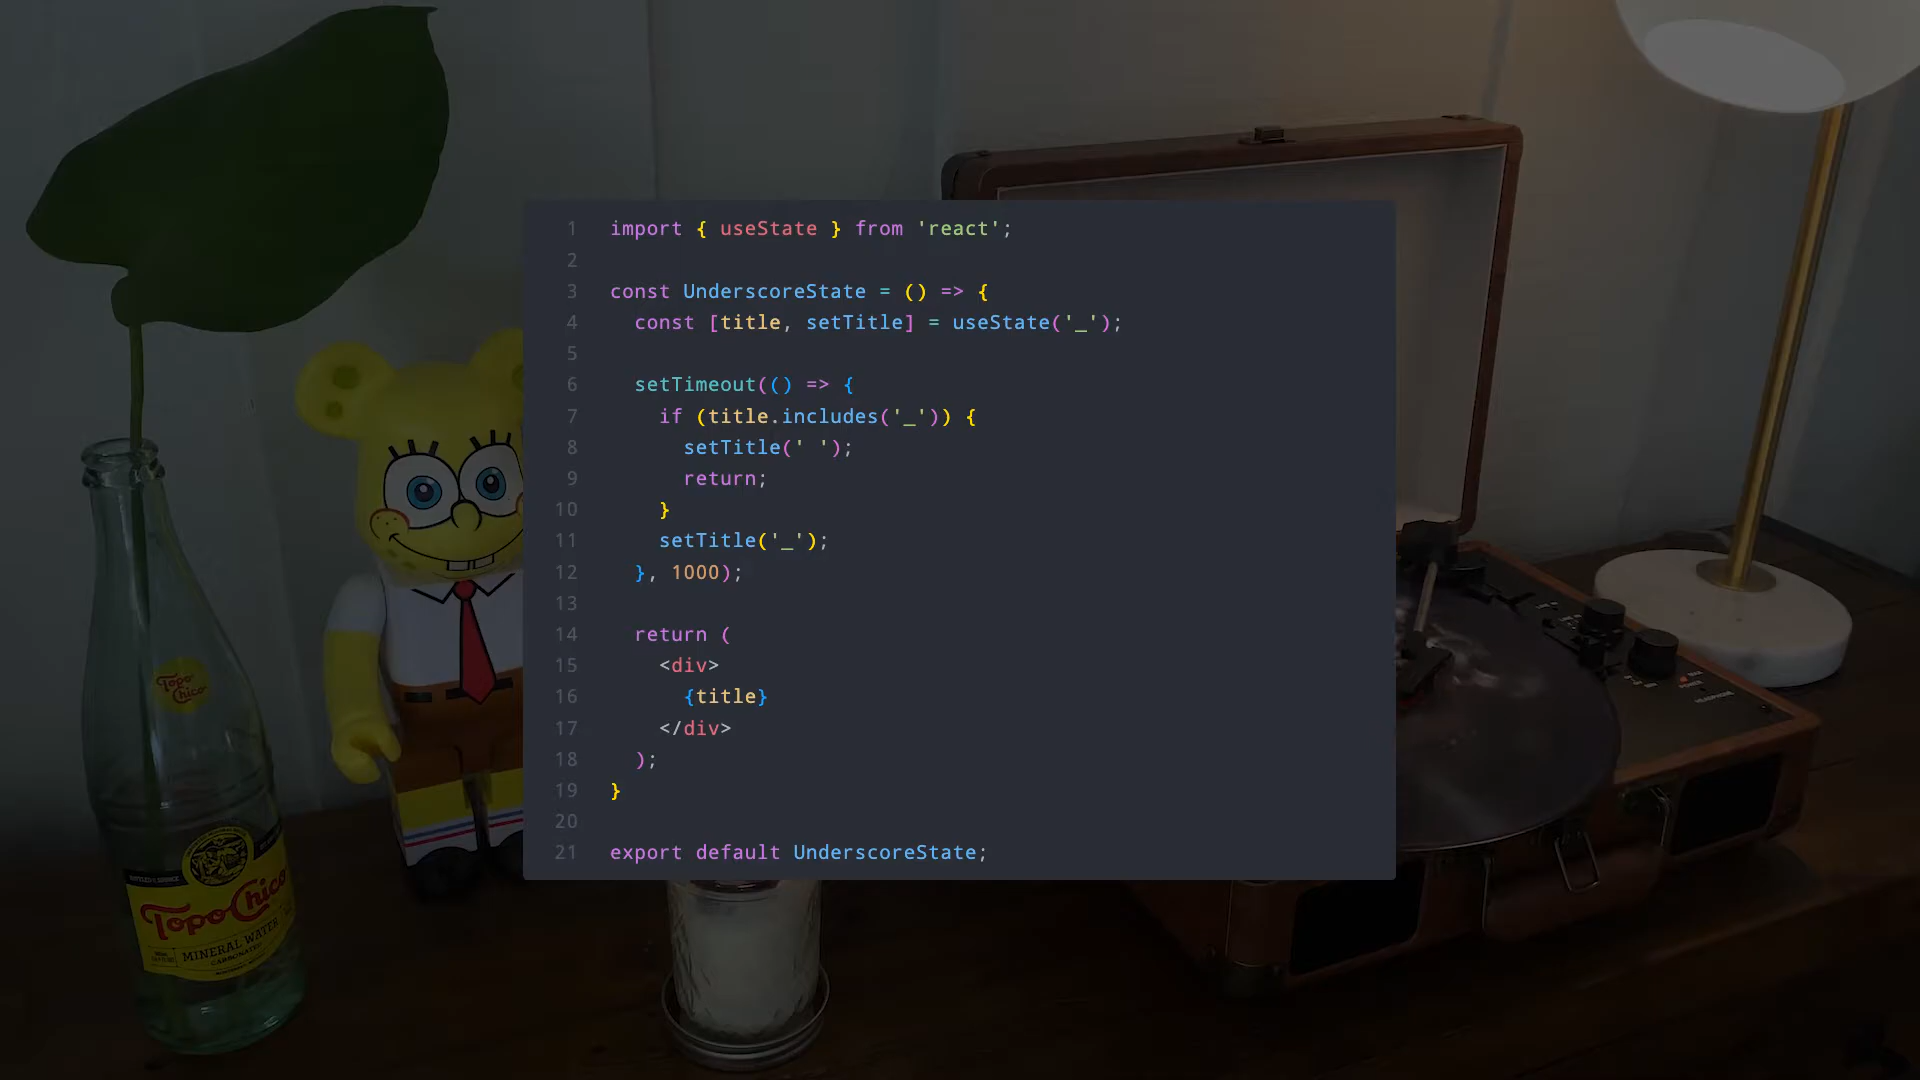 1 import { useState } from 'react';
2
3 const UnderscoreState = () => {
4 const [title, setTitle] = useState('_');
5
6 setTimeout(() => {
7 if (title.includes('_')) {
8 setTitle(' ');
9 return;
10 }
11 setTitle('_');
12 }, 1000);
13
14 return (
15 <div>
16 {title}
17 </div>
18 );
19 }
20
21 export default UnderscoreState;
Topo
Chico
Topo Chico
MINERAL WATER
CARBONATED
HEADPHONE